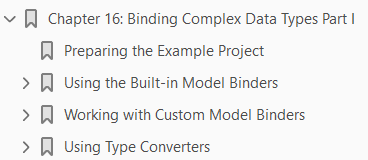 Chapter 16: Binding Complex Data Types Part I
Preparing the Example Project
Using the Built-in Model Binders
Working with Custom Model Binders
Using Type Converters